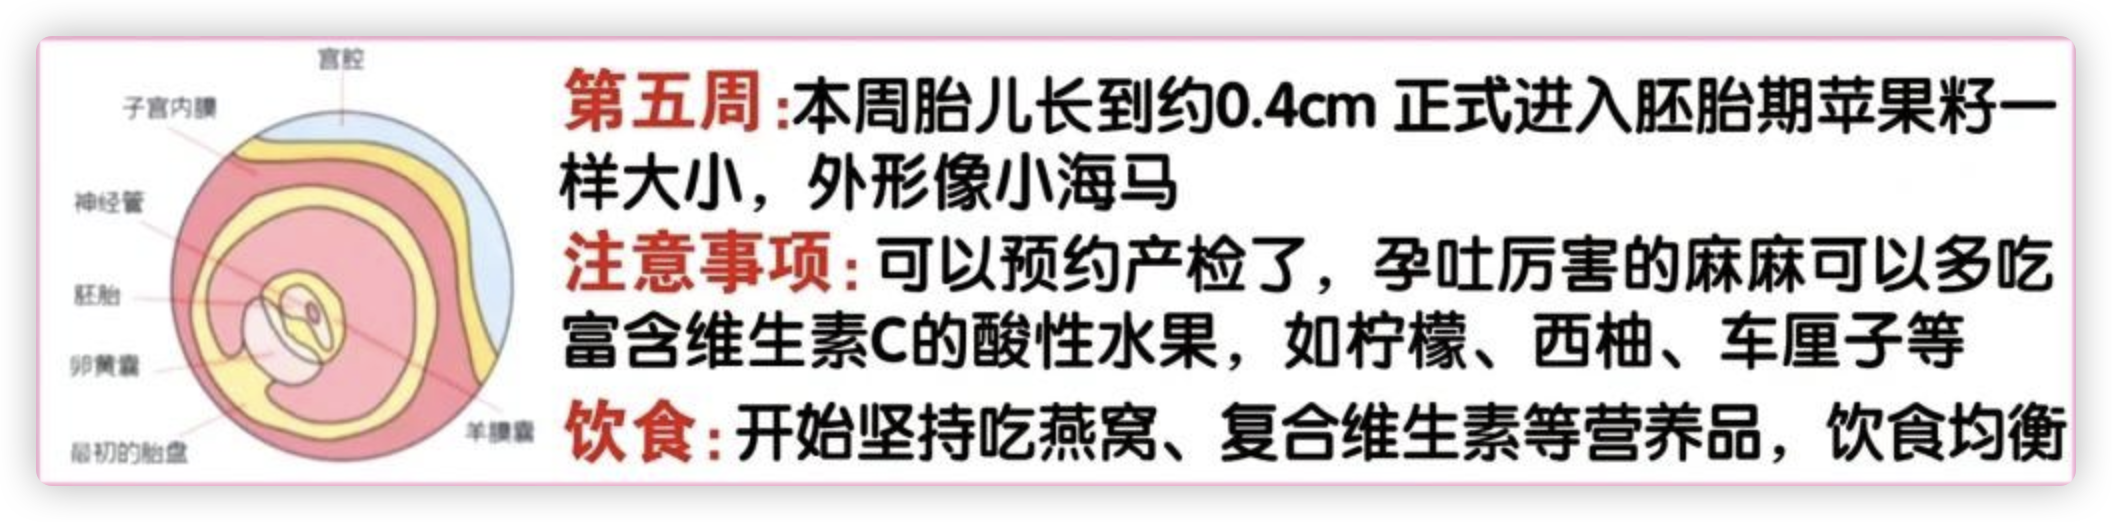 宫腔
子宫内膜
神经管
胚胎
卵黄囊
最初的胎盘
羊膜囊
第五周:本周胎儿长到约0.4cm 正式进入胚胎期苹果籽一
样大小，外形像小海马
注意事项：可以预约产检了，孕吐厉害的麻麻可以多吃
富含维生素C的酸性水果，如柠檬、西柚、车厘子等
饮食：开始坚持吃燕窝、复合维生素等营养品，饮食均衡